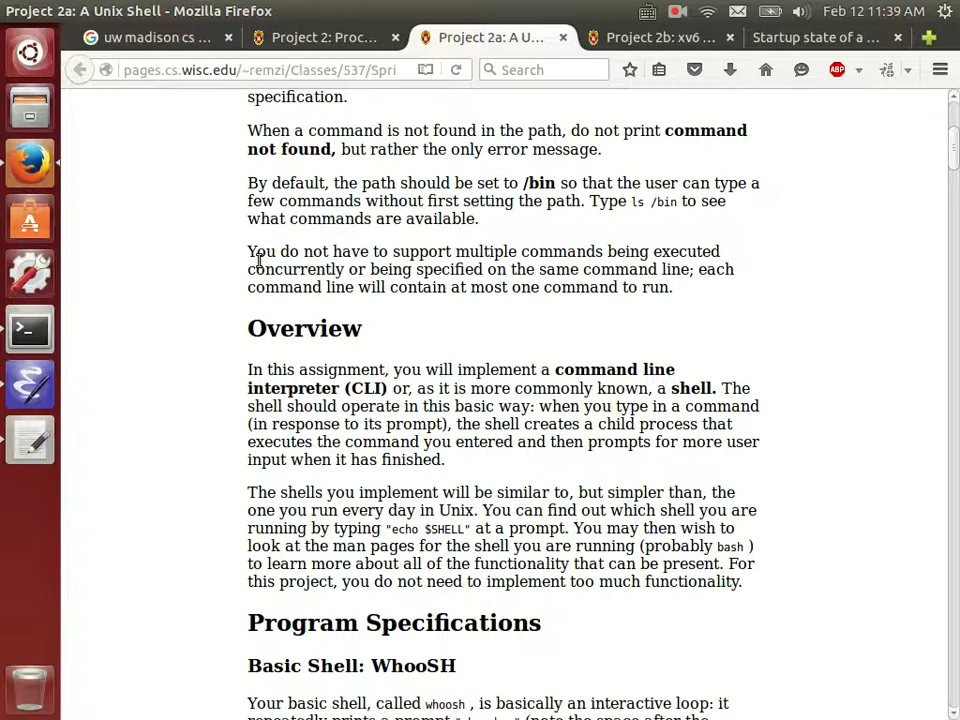 Project 2a: A Unix Shell - Mozilla Firefox
Feb 12 11:39 AM
uw madison cs ...
Project 2: Proc...
Project 2a: A U...
Project 2b: xv6 ...
Startup state of a ...
pages.cs.wisc.edu/~remzi/Classes/537/Spri
Search
ABP
specification.
When a command is not found in the path, do not print command
not found, but rather the only error message.
By default, the path should be set to /bin so that the user can type a
few commands without first setting the path. Type ls /bin to see
what commands are available.
You do not have to support multiple commands being executed
concurrently or being specified on the same command line; each
command line will contain at most one command to run.
Overview
In this assignment, you will implement a command line
interpreter (CLI) or, as it is more commonly known, a shell. The
shell should operate in this basic way: when you type in a command
(in response to its prompt), the shell creates a child process that
executes the command you entered and then prompts for more user
input when it has finished.
The shells you implement will be similar to, but simpler than, the
one you run every day in Unix. You can find out which shell you are
running by typing "echo $SHELL" at a prompt. You may then wish to
look at the man pages for the shell you are running (probably bash )
to learn more about all of the functionality that can be present. For
this project, you do not need to implement too much functionality.
Program Specifications
Basic Shell: WhooSH
Your basic shell, called whoosh , is basically an interactive loop: it
repeatedly prints a prompt (note the space after the